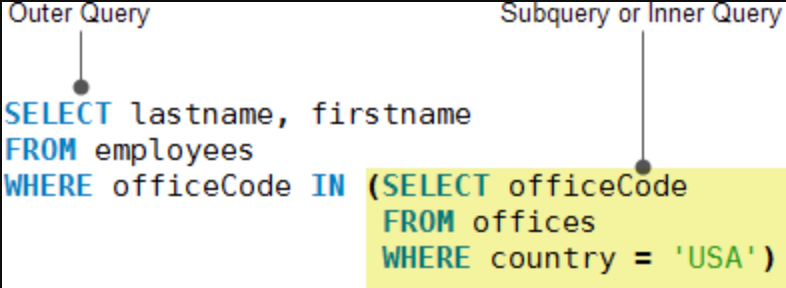 Outer Query
Subquery or Inner Query
SELECT lastname, firstname
FROM employees
WHERE officeCode IN (SELECT officeCode
FROM offices
WHERE country = 'USA')